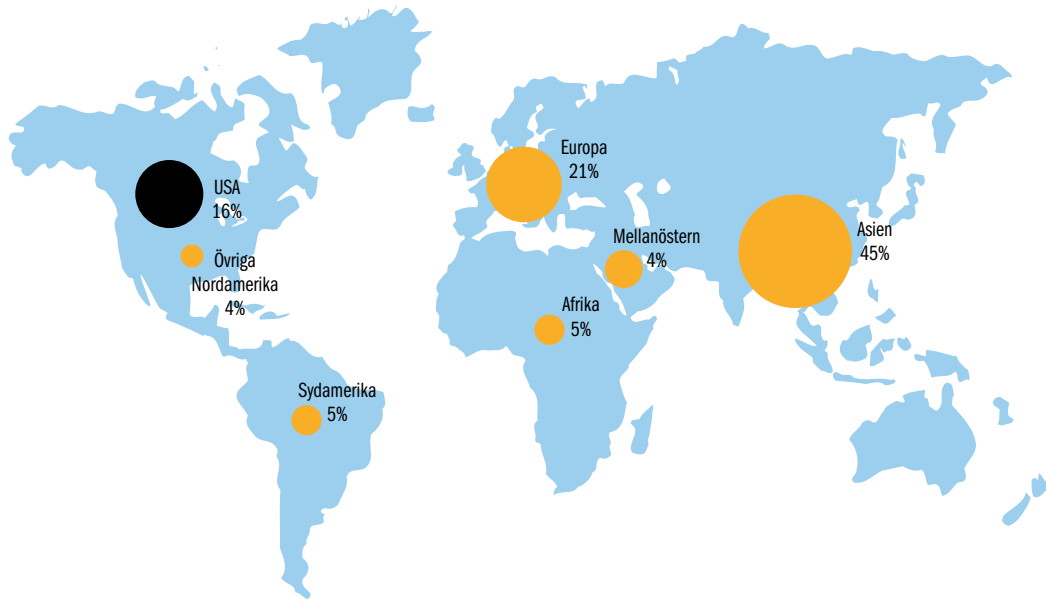 USA
16%
Övriga
Nordamerika
4%
Sydamerika
5%
Europa
21%
Mellanöstern
4%
Afrika
5%
Asien
45%